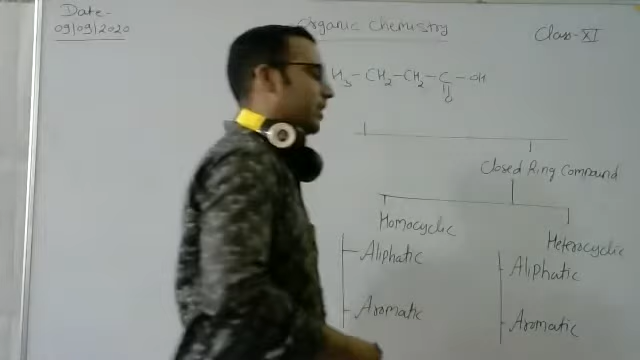 Date-
09/09/2020
Organic Chemistry
Class-XI
H3-CH2-CH2-C-OH
O
Closed Ring Compound
Homocyclic
Heterocyclic
Aliphatic
Aliphatic
Aromatic
Aromatic